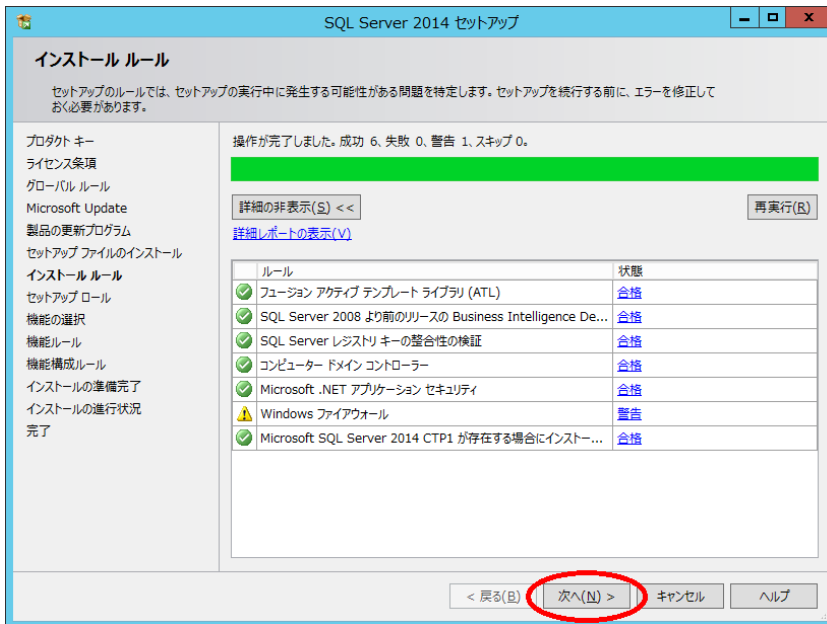 SQL Server 2014 セットアップ
インストール ルール
セットアップのルールでは、セットアップの実行中に発生する可能性がある問題を特定します。セットアップを続行する前に、エラーを修正して
おく必要があります。
プロダクト キー
ライセンス条項
グローバル ルール
Microsoft Update
製品の更新プログラム
セットアップ ファイルのインストール
インストール ルール
セットアップ ロール
機能の選択
機能ルール
機能構成ルール
インストールの準備完了
インストールの進行状況
完了
操作が完了しました。成功 6、失敗 0、警告 1、スキップ 0。
詳細の非表示(S) <<
再実行(R)
詳細レポートの表示(V)
ルール 状態
フュージョン アクティブ テンプレート ライブラリ (ATL) 合格
SQL Server 2008 より前のリリースの Business Intelligence De... 合格
SQL Server レジストリ キーの整合性の検証 合格
コンピューター ドメイン コントローラー 合格
Microsoft .NET アプリケーション セキュリティ 合格
Windows ファイアウォール 警告
Microsoft SQL Server 2014 CTP1 が存在する場合にインストー... 合格
< 戻る(B) 次へ(N) > キャンセル ヘルプ